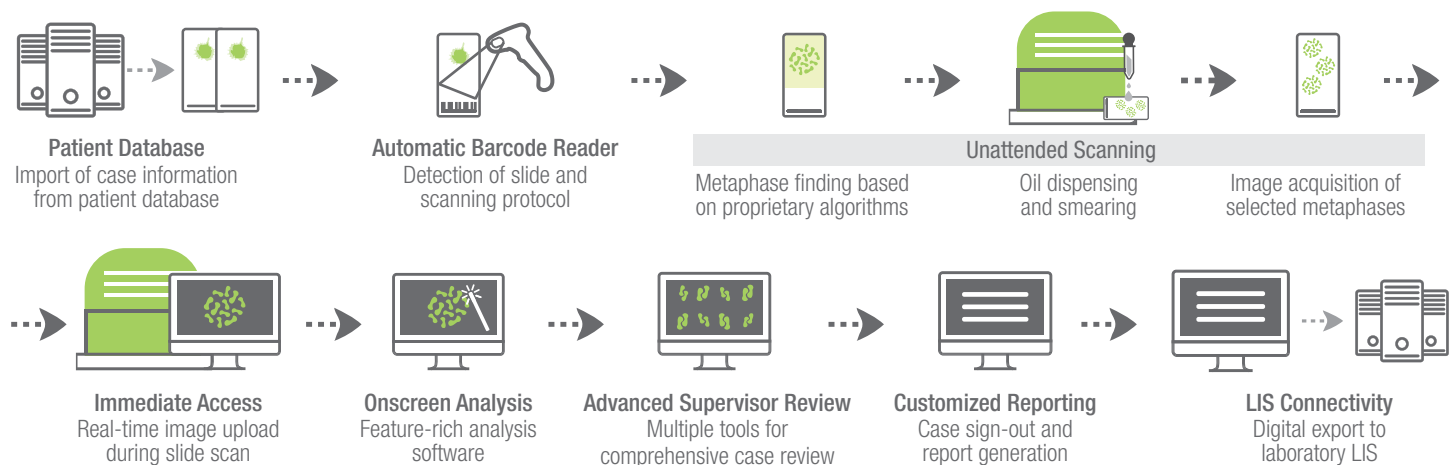 Patient Database
Import of case information
from patient database
Automatic Barcode Reader
Detection of slide and
scanning protocol
Unattended Scanning
Metaphase finding based
on proprietary algorithms
Oil dispensing
and smearing
Image acquisition of
selected metaphases
Immediate Access
Real-time image upload
during slide scan
Onscreen Analysis
Feature-rich analysis
software
Advanced Supervisor Review
Multiple tools for
comprehensive case review
Customized Reporting
Case sign-out and
report generation
LIS Connectivity
Digital export to
laboratory LIS